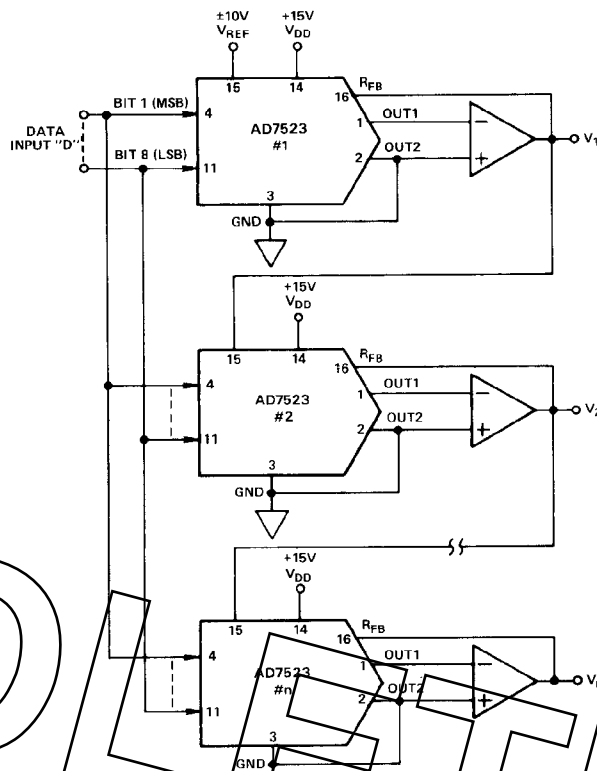 ±10V
VREF
+15V
VDD
15
14
RFB
16
BIT 1 (MSB)
4
OUT1
1
DATA
INPUT "D"
AD7523
#1
OUT2
2
BIT 8 (LSB)
11
−
+
V1
3
GND
+15V
VDD
15
14
RFB
16
4
OUT1
1
AD7523
#2
OUT2
2
11
−
+
V2
3
GND
+15V
VDD
15
14
RFB
16
4
OUT1
1
AD7523
#n
OUT2
2
11
−
+
3
GND